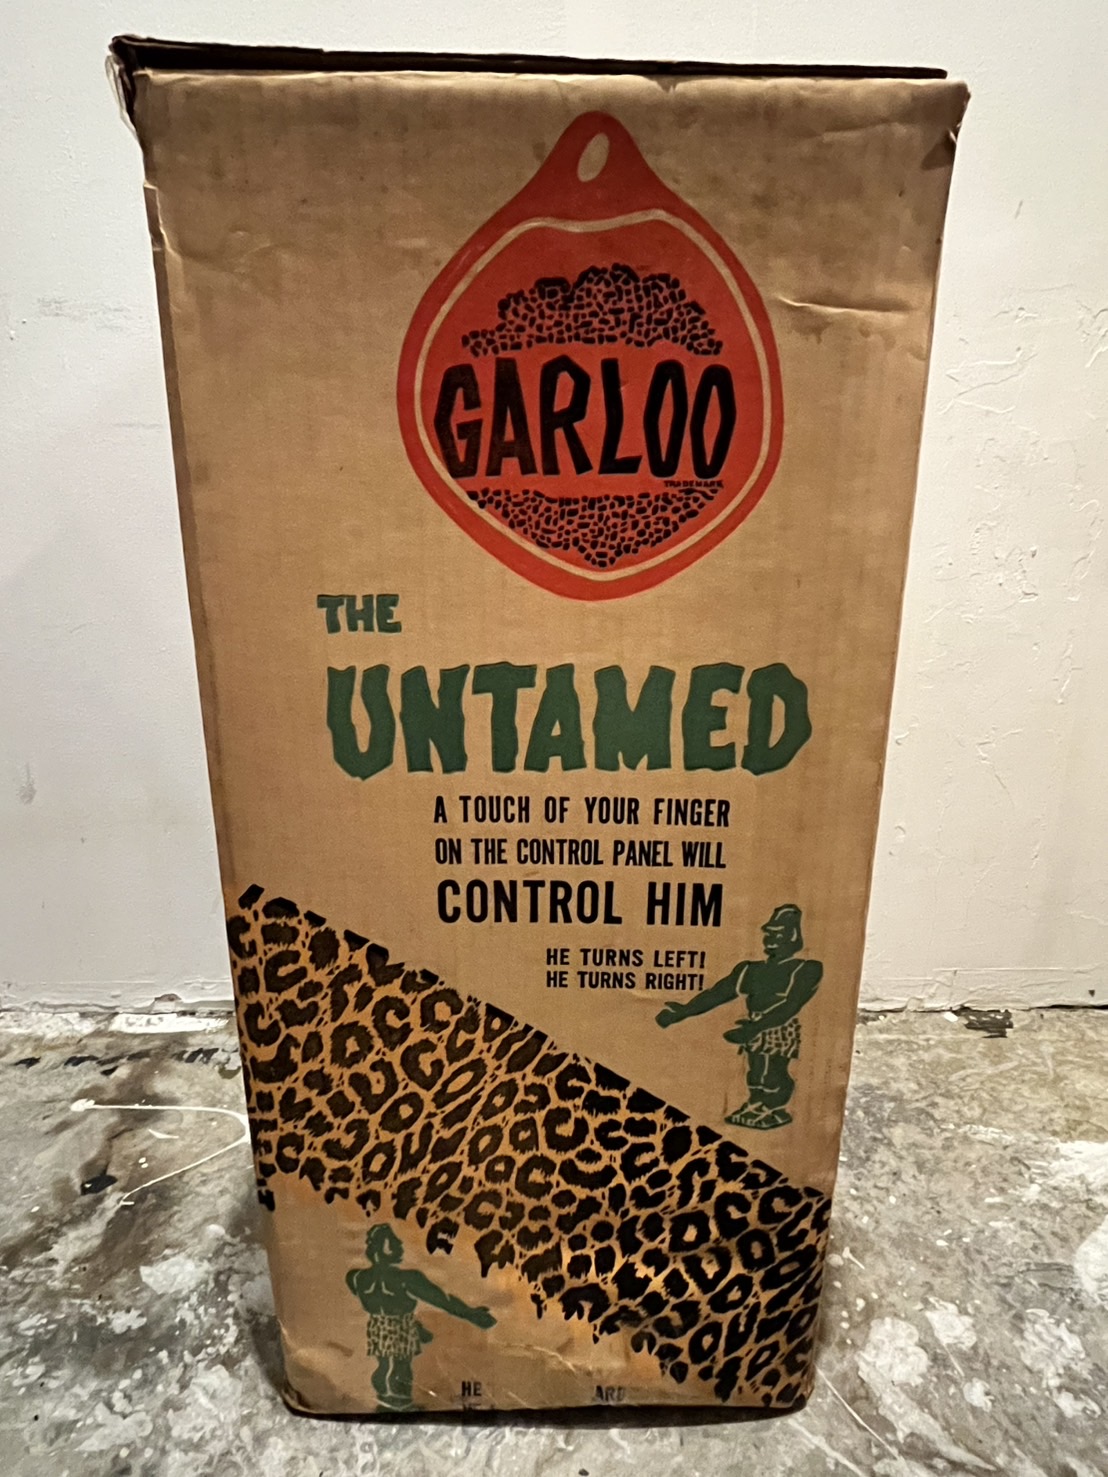 GARLOO
TRADEMARK
THE
UNTAMED
A TOUCH OF YOUR FINGER
ON THE CONTROL PANEL WILL
CONTROL HIM
HE TURNS LEFT!
HE TURNS RIGHT!
HE